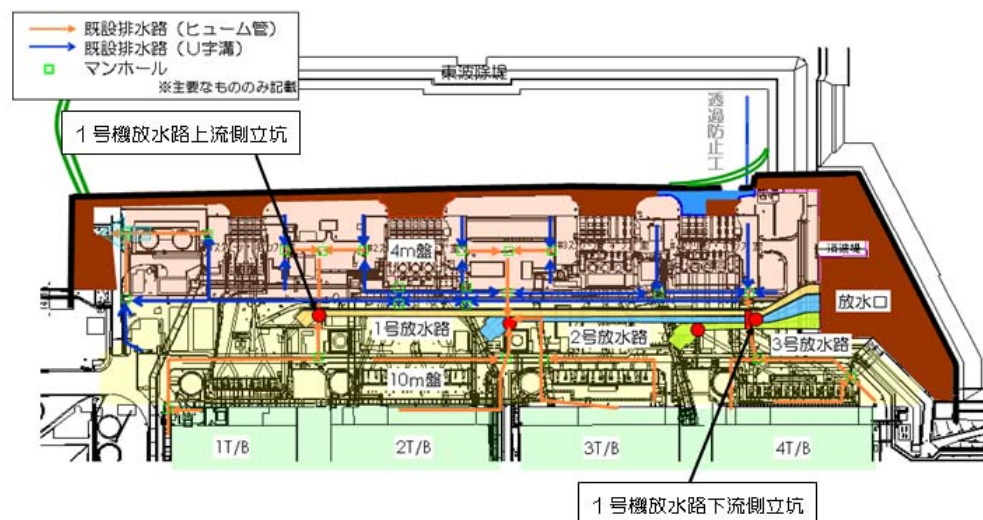 既設排水路（ヒューム管）
既設排水路（U字溝）
マンホール
※主要なもののみ記載
東波除堤
透過防止工
1号機放水路上流側立坑
4m盤
放水口
1号放水路
2号放水路
3号放水路
10m盤
1T/B
2T/B
3T/B
4T/B
1号機放水路下流側立坑